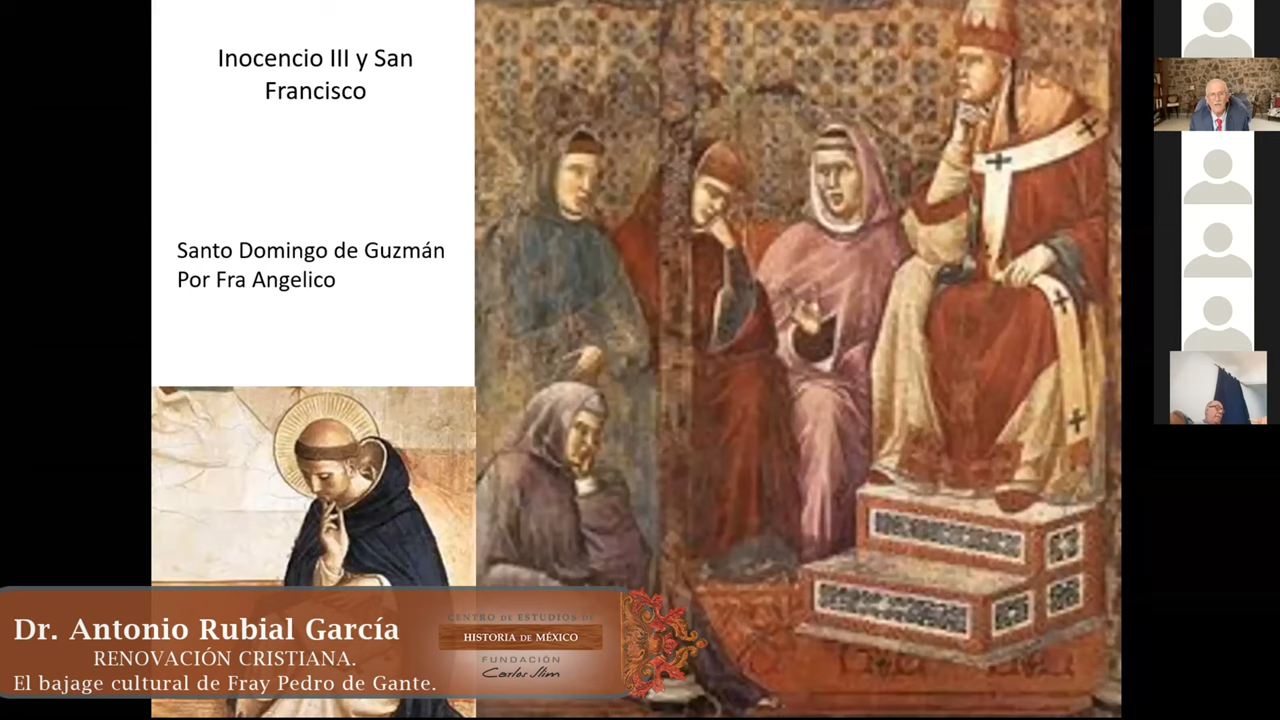 Inocencio III y San
Francisco
Santo Domingo de Guzmán
Por Fra Angelico
Dr. Antonio Rubial García
RENOVACIÓN CRISTIANA.
El bajage cultural de Fray Pedro de Gante.
CENTRO DE ESTUDIOS DE
HISTORIA DE MÉXICO
FUNDACIÓN
Carlos Slim